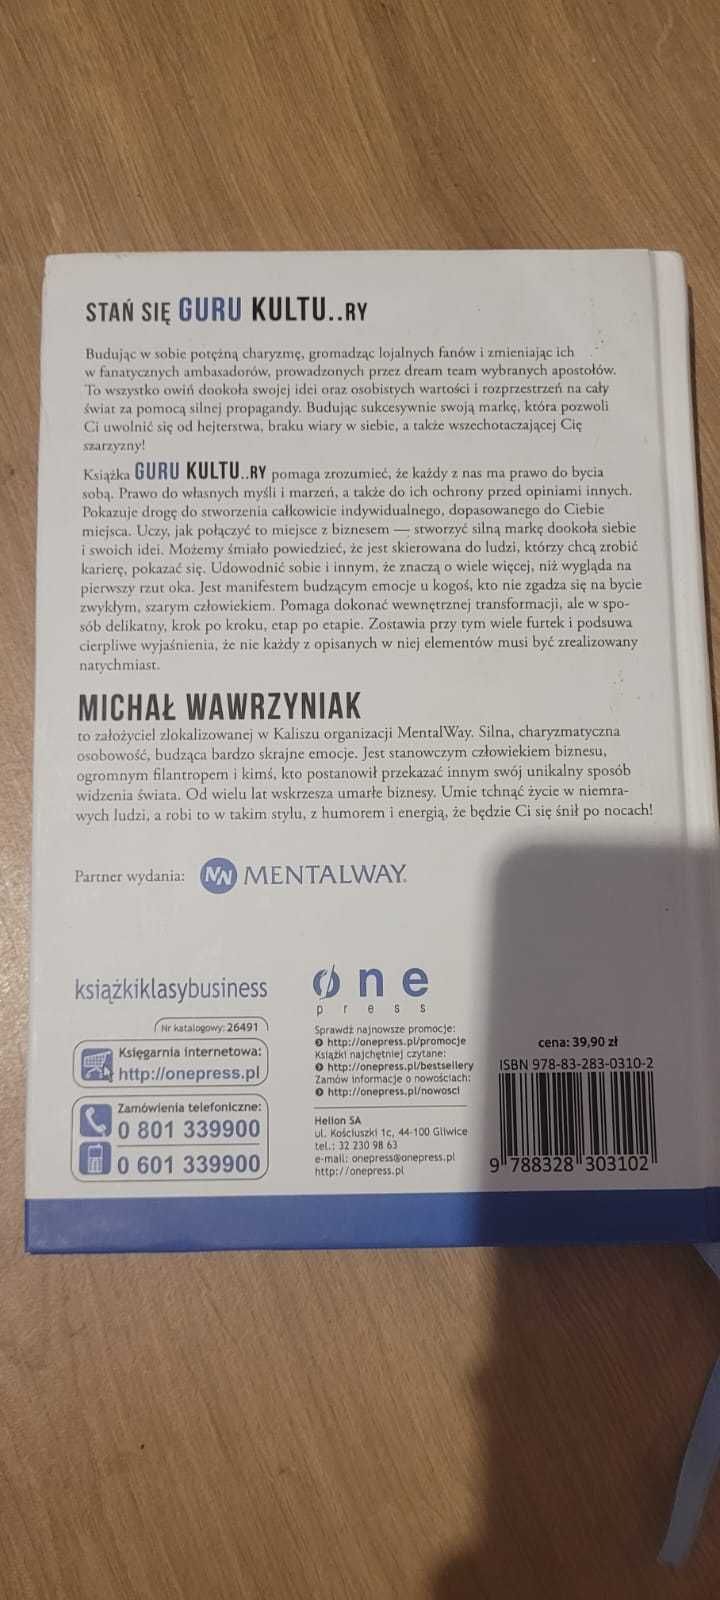 STAŃ SIĘ GURU KULTU..RY
Budując w sobie potężną charyzmę, gromadząc lojalnych fanów i zmieniając ich
w fanatycznych ambasadorów, prowadzonych przez dream team wybranych apostołów.
To wszystko owiń dookoła swojej idei oraz osobistych wartości i rozprzestrzeń na cały
świat za pomocą silnej propagandy. Budując sukcesywnie swoją markę, która pozwoli
Ci uwolnić się od hejterstwa, braku wiary w siebie, a także wszechotaczającej Cię
szarzyzny!
Książka GURU KULTU..RY pomaga zrozumieć, że każdy z nas ma prawo do bycia
sobą. Prawo do własnych myśli i marzeń, a także do ich ochrony przed opiniami innych.
Pokazuje drogę do stworzenia całkowicie indywidualnego, dopasowanego do Ciebie
miejsca. Uczy, jak połączyć to miejsce z biznesem — stworzyć silną markę dookoła siebie
i swoich idei. Możemy śmiało powiedzieć, że jest skierowana do ludzi, którzy chcą zrobić
karierę, pokazać się. Udowodnić sobie i innym, że znaczą o wiele więcej, niż wygląda na
pierwszy rzut oka. Jest manifestem budzącym emocje u kogoś, kto nie zgadza się na bycie
zwykłym, szarym człowiekiem. Pomaga dokonać wewnętrznej transformacji, ale w spo-
sób delikatny, krok po kroku, etap po etapie. Zostawia przy tym wiele furtek i podsuwa
cierpliwe wyjaśnienia, że nie każdy z opisanych w niej elementów musi być zrealizowany
natychmiast.
MICHAŁ WAWRZYNIAK
to założyciel zlokalizowanej w Kaliszu organizacji MentalWay. Silna, charyzmatyczna
osobowość, budząca bardzo skrajne emocje. Jest stanowczym człowiekiem biznesu,
ogromnym filantropem i kimś, kto postanowił przekazać innym swój unikalny sposób
widzenia świata. Od wielu lat wskrzesza umarłe biznesy. Umie tchnąć życie w niemra-
wych ludzi, a robi to w takim stylu, z humorem i energią, że będzie Ci się śnił po nocach!
Partner wydania: MENTALWAY®
książkiklasybusiness
Nr katalogowy: 26491
Księgarnia internetowa:
http://onepress.pl
Zamówienia telefoniczne:
0 801 339900
0 601 339900
one
press
Sprawdź najnowsze promocje:
http://onepress.pl/promocje
Książki najchętniej czytane:
http://onepress.pl/bestsellery
Zamów informacje o nowościach:
http://onepress.pl/nowosci
Helion SA
ul. Kościuszki 1c, 44-100 Gliwice
tel.: 32 230 98 63
e-mail: onepress@onepress.pl
http://onepress.pl
cena: 39,90 zł
ISBN 978-83-283-0310-2
9 788328 303102